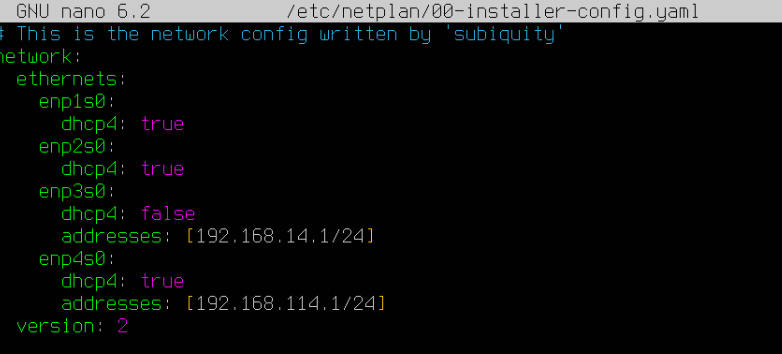 GNU nano 6.2 /etc/netplan/00-installer-config.yaml
# This is the network config written by 'subiquity'
network:
  ethernets:
    enp1s0:
      dhcp4: true
    enp2s0:
      dhcp4: true
    enp3s0:
      dhcp4: false
      addresses: [192.168.14.1/24]
    enp4s0:
      dhcp4: true
      addresses: [192.168.114.1/24]
  version: 2